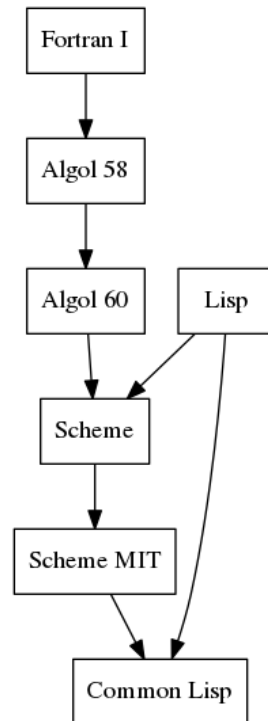 Fortran I
Algol 58
Algol 60
Lisp
Scheme
Scheme MIT
Common Lisp